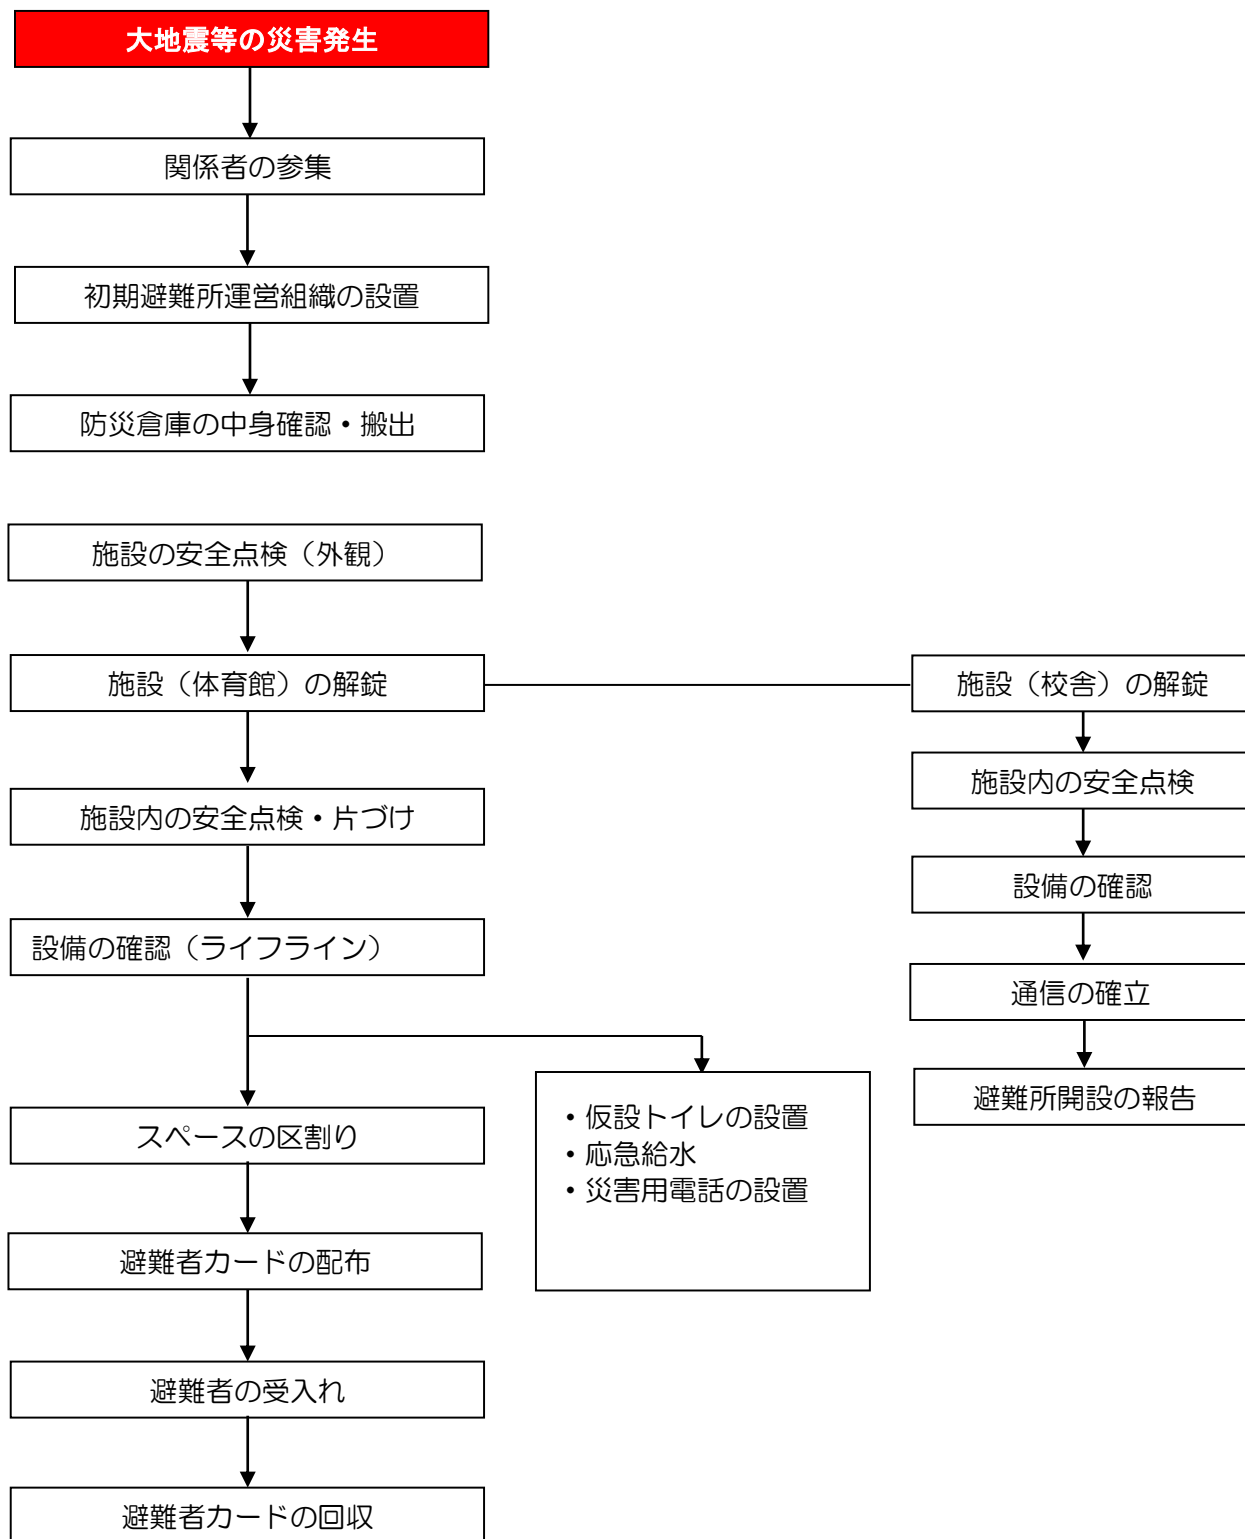 大地震等の災害発生
関係者の参集
初期避難所運営組織の設置
防災倉庫の中身確認・搬出
施設の安全点検（外観）
施設（体育館）の解錠
施設内の安全点検・片づけ
設備の確認（ライフライン）
スペースの区割り
避難者カードの配布
避難者の受入れ
避難者カードの回収
・仮設トイレの設置
・応急給水
・災害用電話の設置
施設（校舎）の解錠
施設内の安全点検
設備の確認
通信の確立
避難所開設の報告